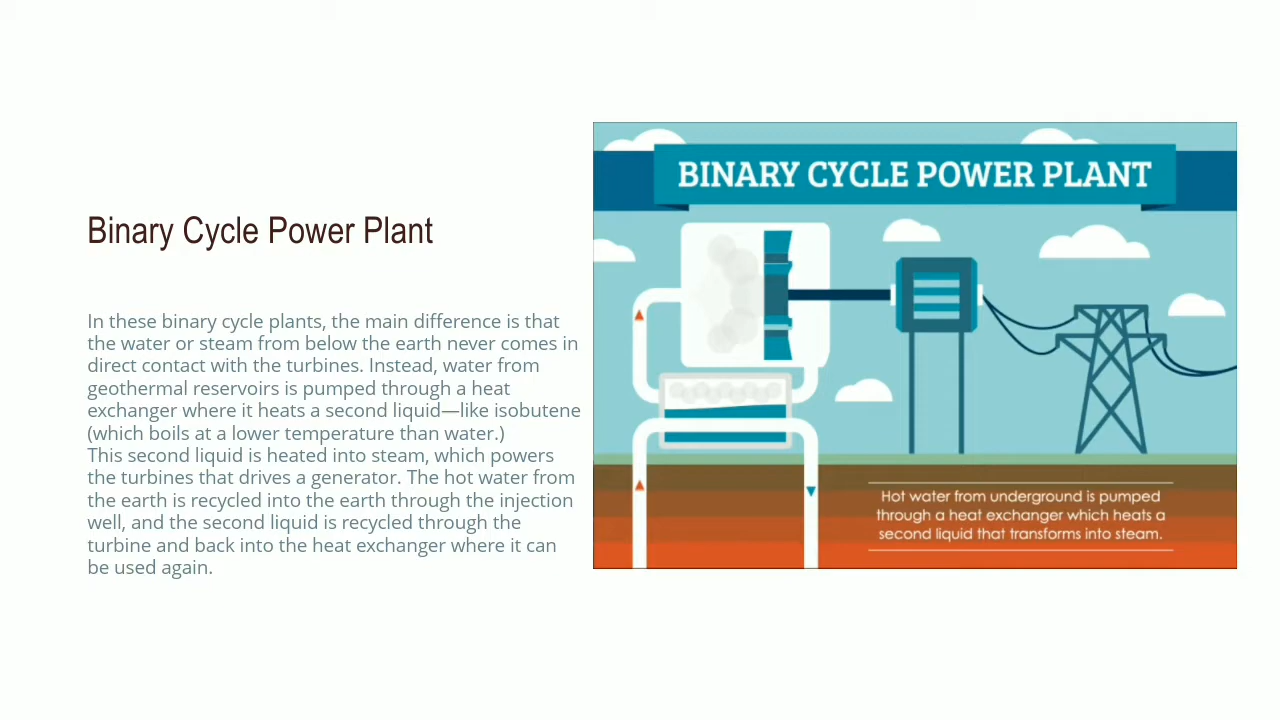 Binary Cycle Power Plant
In these binary cycle plants, the main difference is that
the water or steam from below the earth never comes in
direct contact with the turbines. Instead, water from
geothermal reservoirs is pumped through a heat
exchanger where it heats a second liquid—like isobutene
(which boils at a lower temperature than water.)
This second liquid is heated into steam, which powers
the turbines that drives a generator. The hot water from
the earth is recycled into the earth through the injection
well, and the second liquid is recycled through the
turbine and back into the heat exchanger where it can
be used again.
BINARY CYCLE POWER PLANT
Hot water from underground is pumped
through a heat exchanger which heats a
second liquid that transforms into steam.